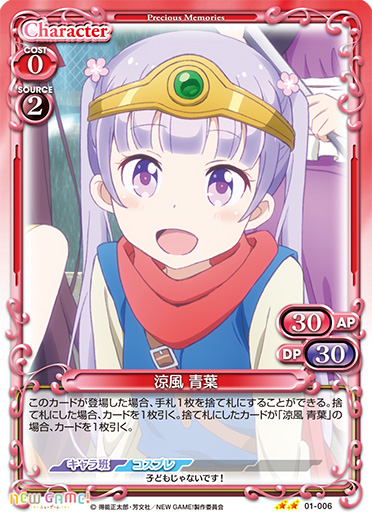 Precious Memories
Character
COST
0
SOURCE
2
30 AP
DP 30
涼風 青葉
このカードが登場した場合、手札1枚を捨て札にすることができる。捨
て札にした場合、カードを1枚引く。捨て札にしたカードが「涼風 青葉」の
場合、カードを1枚引く。
キャラ班 コスプレ
子どもじゃないです!
NEW GAME!
© 得能正太郎・芳文社／NEW GAME!製作委員会
01-006